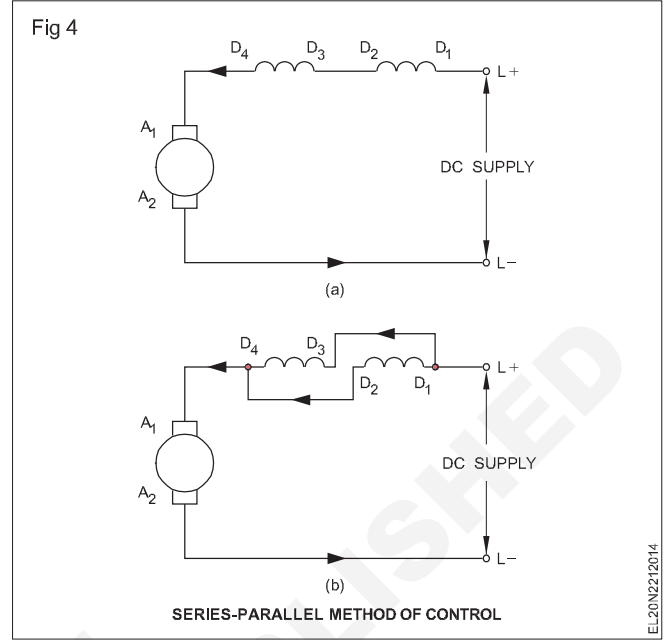 Fig 4
D4 D3 D2 D1
L+
A1
DC SUPPLY
A2
L−
(a)
D4 D3
L+
D2 D1
A1
DC SUPPLY
A2
L−
(b)
SERIES-PARALLEL METHOD OF CONTROL
EL20N2212014